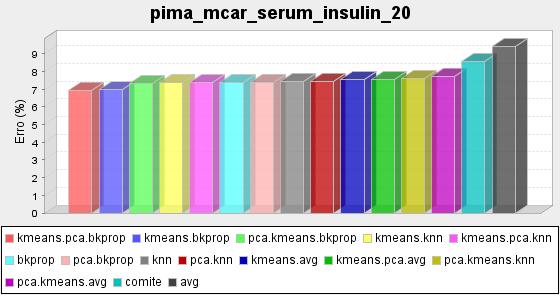 pima_mcar_serum_insulin_20
Erro (%)
9
8
7
6
5
4
3
2
1
0
kmeans.pca.bkprop kmeans.bkprop pca.kmeans.bkprop kmeans.knn kmeans.pca.knn
bkprop pca.bkprop knn pca.knn kmeans.avg kmeans.pca.avg pca.kmeans.knn
pca.kmeans.avg comite avg